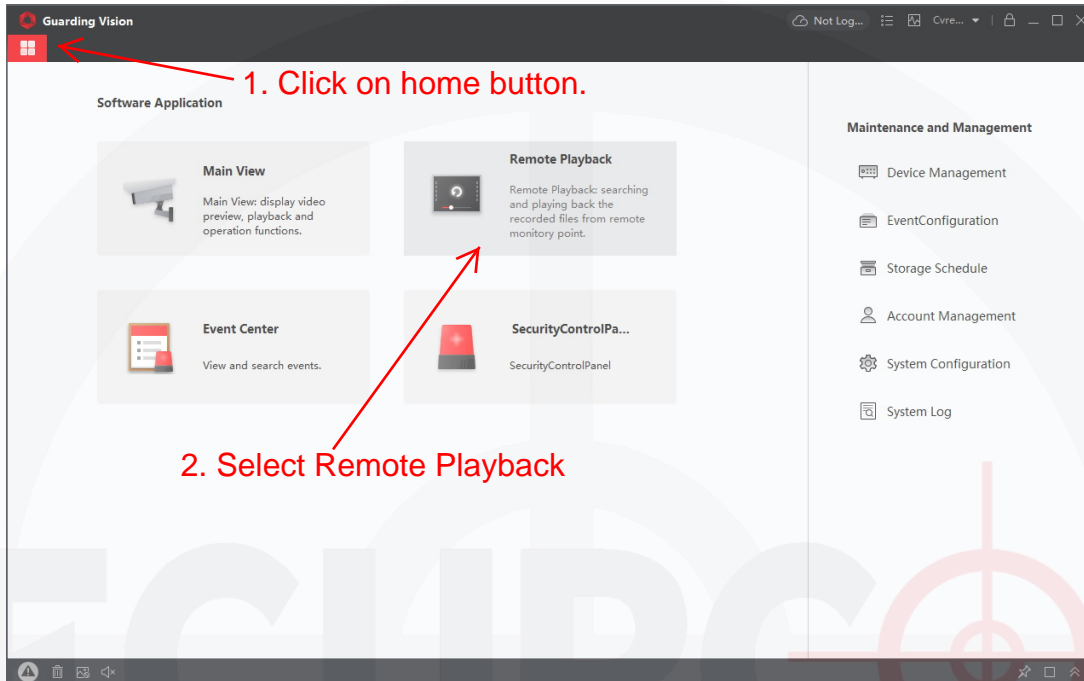 Guarding Vision
Not Log...
Cvre...
1. Click on home button.
Software Application
Main View
Main View: display video
preview, playback and
operation functions.
Remote Playback
Remote Playback: searching
and playing back the
recorded files from remote
monitory point.
Event Center
View and search events.
SecurityControlPa...
SecurityControlPanel
2. Select Remote Playback
Maintenance and Management
Device Management
EventConfiguration
Storage Schedule
Account Management
System Configuration
System Log